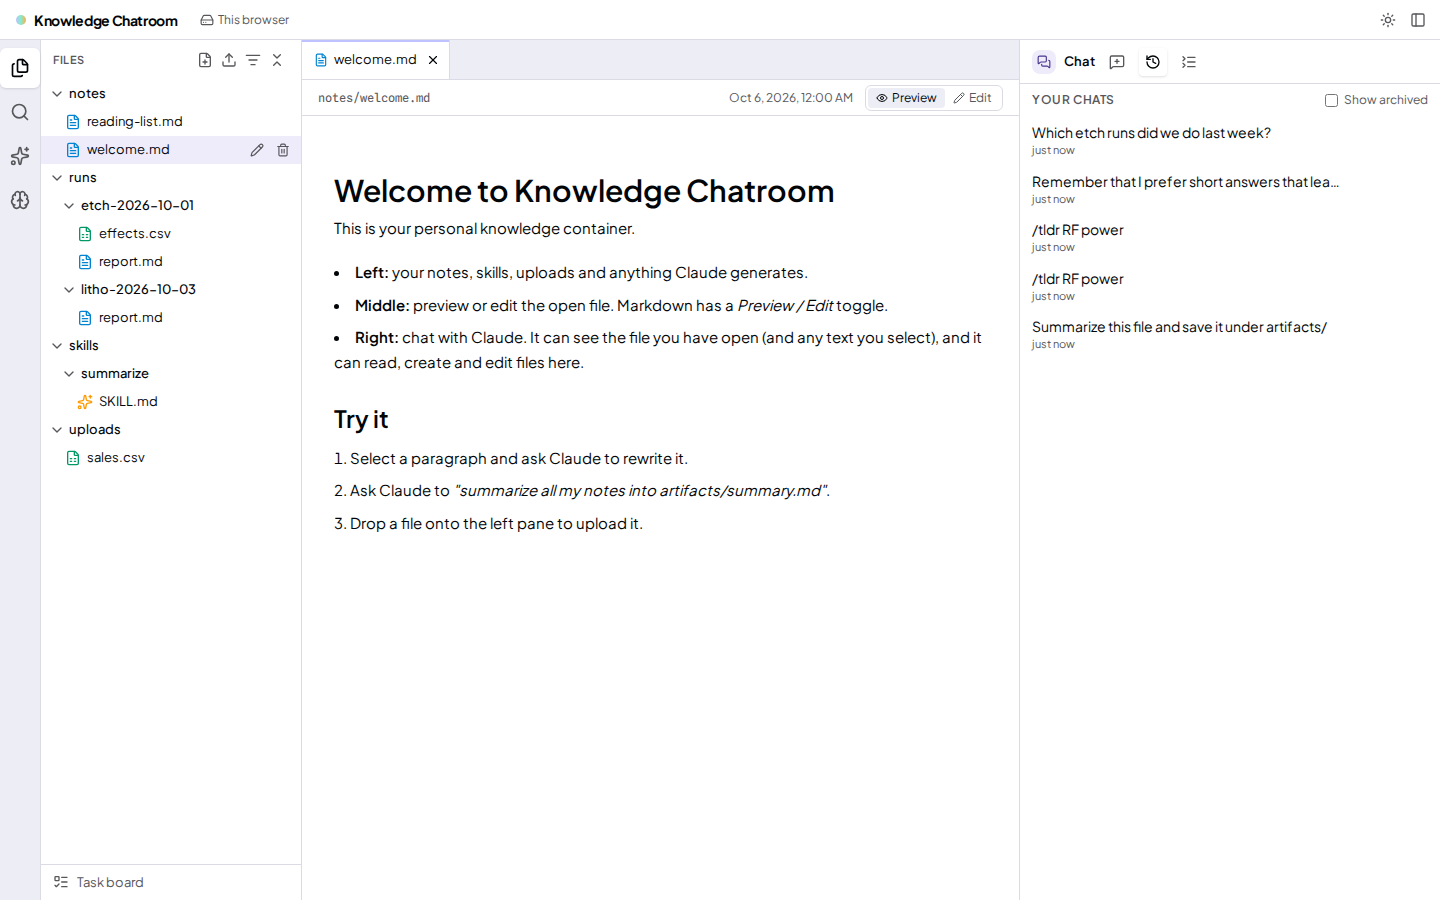 Knowledge Chatroom
This browser
FILES
notes
reading-list.md
welcome.md
runs
etch-2026-10-01
effects.csv
report.md
litho-2026-10-03
report.md
skills
summarize
SKILL.md
uploads
sales.csv
Task board
welcome.md
notes/welcome.md
Oct 6, 2026, 12:00 AM
Preview
Edit
Welcome to Knowledge Chatroom
This is your personal knowledge container.
• Left: your notes, skills, uploads and anything Claude generates.
• Middle: preview or edit the open file. Markdown has a Preview / Edit toggle.
• Right: chat with Claude. It can see the file you have open (and any text you select), and it
can read, create and edit files here.
Try it
1. Select a paragraph and ask Claude to rewrite it.
2. Ask Claude to "summarize all my notes into artifacts/summary.md".
3. Drop a file onto the left pane to upload it.
Chat
YOUR CHATS
Show archived
Which etch runs did we do last week?
just now
Remember that I prefer short answers that lea...
just now
/tldr RF power
just now
/tldr RF power
just now
Summarize this file and save it under artifacts/
just now